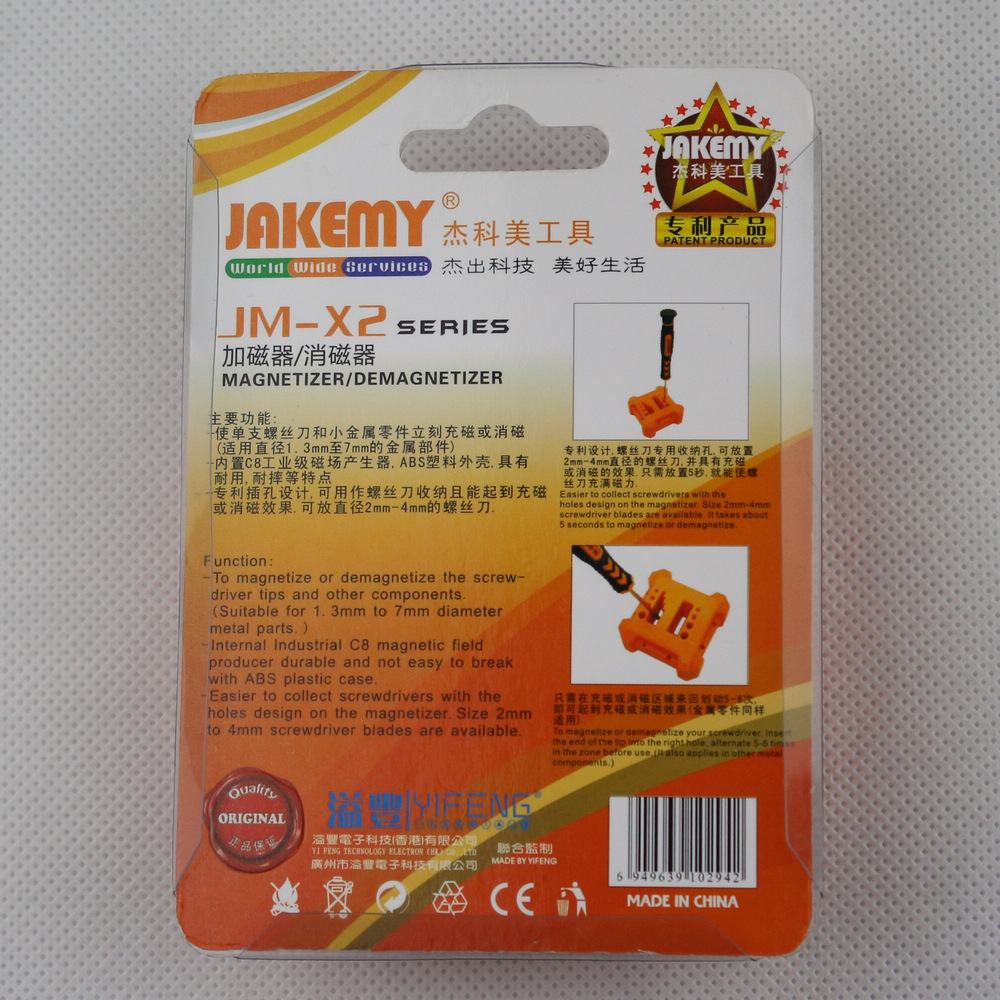 JAKEMY
杰科美工具
专利产品
PATENT PRODUCT
JAKEMY® 杰科美工具
World Wide Services 杰出科技 美好生活
JM-X2 SERIES
加磁器/消磁器
MAGNETIZER/DEMAGNETIZER
主要功能:
-使单支螺丝刀和小金属零件立刻充磁或消磁
(适用直径1.3mm至7mm的金属部件)
-内置C8工业级磁场产生器, ABS塑料外壳, 具有
耐用, 耐摔等特点
-专利插孔设计, 可用作螺丝刀收纳且能起到充磁
或消磁效果. 可放直径2mm-4mm的螺丝刀.
Function:
-To magnetize or demagnetize the screw-
driver tips and other components.
(Suitable for 1.3mm to 7mm diameter
metal parts.)
-Internal Industrial C8 magnetic field
producer durable and not easy to break
with ABS plastic case.
-Easier to collect screwdrivers with the
holes design on the magnetizer. Size 2mm
to 4mm screwdriver blades are available.
专利设计, 螺丝刀专用收纳孔, 可放置
2mm-4mm直径的螺丝刀, 并具有充磁
或消磁的效果. 只需放置5秒, 就能使螺
丝刀充满磁力.
Easier to collect screwdrivers with the
holes design on the magnetizer. Size 2mm-4mm
screwdriver blades are available. It takes about
5 seconds to magnetize or demagnetize.
只需在充磁或消磁区域来回划动5-6次,
即可起到充磁或消磁效果(金属零件同样
适用).
To magnetize or demagnetize your screwdriver, insert
the end of the tip into the right hole, alternate 5-6 times
in the zone before use.(It also applies in other metal
components.)
Quality
ORIGINAL
正品保证
溢豐 YIFENG®
溢豐電子科技(香港)有限公司
YI FENG TECHNOLOGY ELECTRON (HK) CO.,LTD
廣州市溢豐電子科技有限公司
聯合監制
MADE BY YIFENG
6 949639 102942
CE
MADE IN CHINA